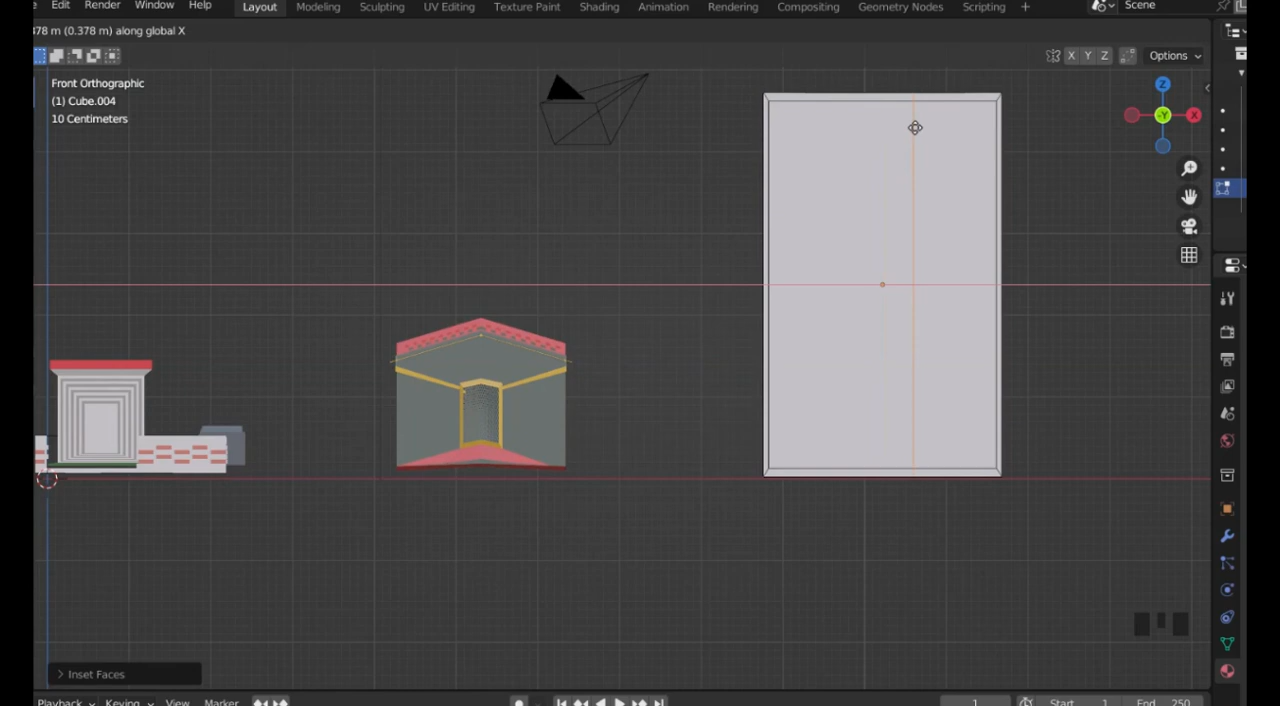 Edit Render Window Help Layout Modeling Sculpting UV Editing Texture Paint Shading Animation Rendering Compositing Geometry Nodes Scripting + Scene
378 m (0.378 m) along global X
X Y Z Options
Front Orthographic
(1) Cube.004
10 Centimeters
Z
-Y X
Inset Faces
Playback Keying View Marker 1 Start 1 End 250